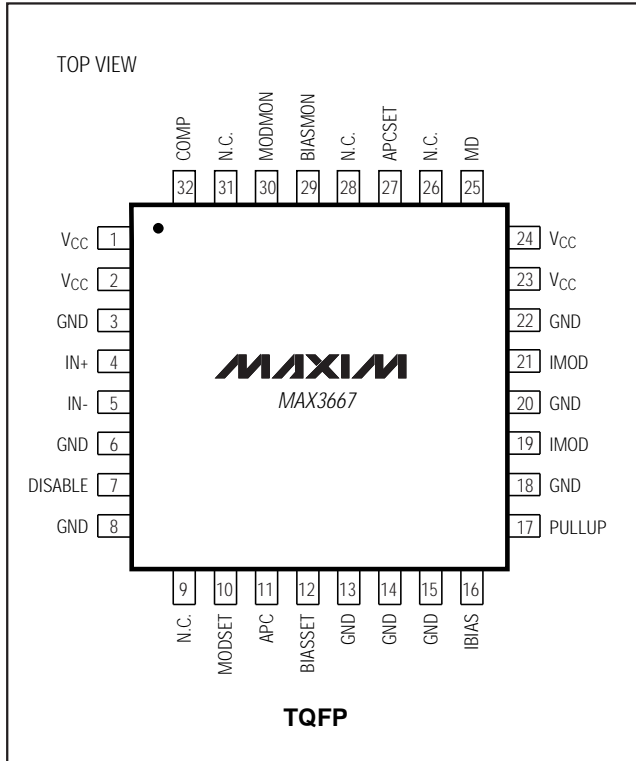 TOP VIEW
COMP
N.C.
MODMON
BIASMON
N.C.
APCSET
N.C.
MD
32 31 30 29 28 27 26 25
VCC 1
VCC 2
GND 3
IN+ 4
IN- 5
GND 6
DISABLE 7
GND 8
MAXIM
MAX3667
24 VCC
23 VCC
22 GND
21 IMOD
20 GND
19 IMOD
18 GND
17 PULLUP
9 10 11 12 13 14 15 16
N.C.
MODSET
APC
BIASSET
GND
GND
GND
IBIAS
TQFP